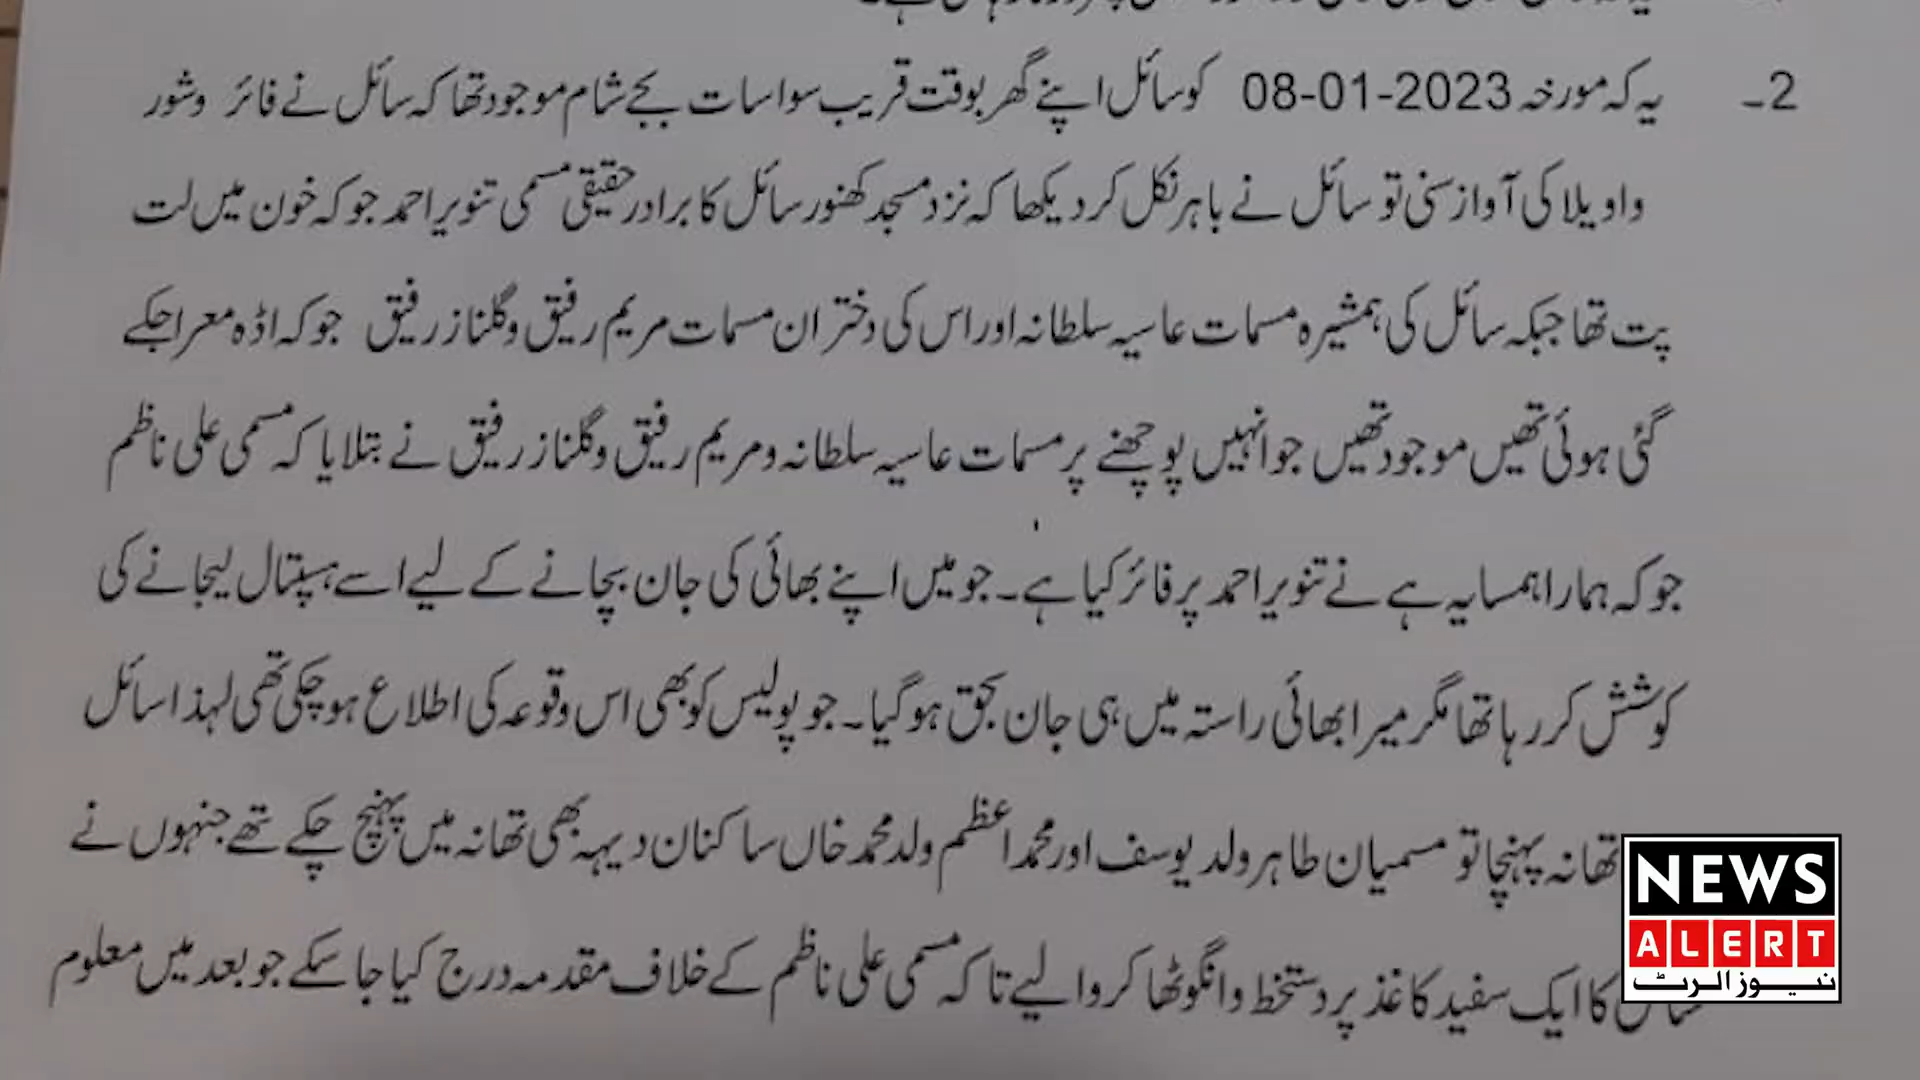 2۔ یہ کہ مورخہ 08-01-2023 کو سائل اپنے گھر بوقت قریب سوا سات بجے شام موجود تھا کہ سائل نے فائر و شور
واویلا کی آواز سنی تو سائل نے باہر نکل کر دیکھا کہ نزد مسجد کھنور سائل کا برادر حقیقی مسمی تنویر احمد جو کہ خون میں لت
پت تھا جبکہ سائل کی ہمشیرہ مسمات عاسیہ سلطانہ اور اس کی دختران مسمات مریم رفیق و گلناز رفیق جو کہ اڈہ معراجکے
گئی ہوئی تھیں موجود تھیں جو انہیں پوچھنے پر مسمات عاسیہ سلطانہ و مریم رفیق و گلناز رفیق نے بتلایا کہ مسمی علی ناظم
جو کہ ہمارا ہمسایہ ہے نے تنویر احمد پر فائر کیا ہے۔ جو میں اپنے بھائی کی جان بچانے کے لیے اسے ہسپتال لیجانے کی
کوشش کر رہا تھا مگر میرا بھائی راستہ میں ہی جان بحق ہو گیا۔ جو پولیس کو بھی اس وقوعہ کی اطلاع ہو چکی تھی لہذا سائل
تھانہ پہنچا تو مسمیان طاہر ولد یوسف اور محمد اعظم ولد محمد خاں ساکنان دیہہ بھی تھانہ میں پہنچ چکے تھے جنہوں نے
کا ایک سفید کاغذ پر دستخط و انگوٹھا کروا لیے تا کہ مسمی علی ناظم کے خلاف مقدمہ درج کیا جا سکے جو بعد میں معلوم
NEWS
ALERT
نیوز الرٹ